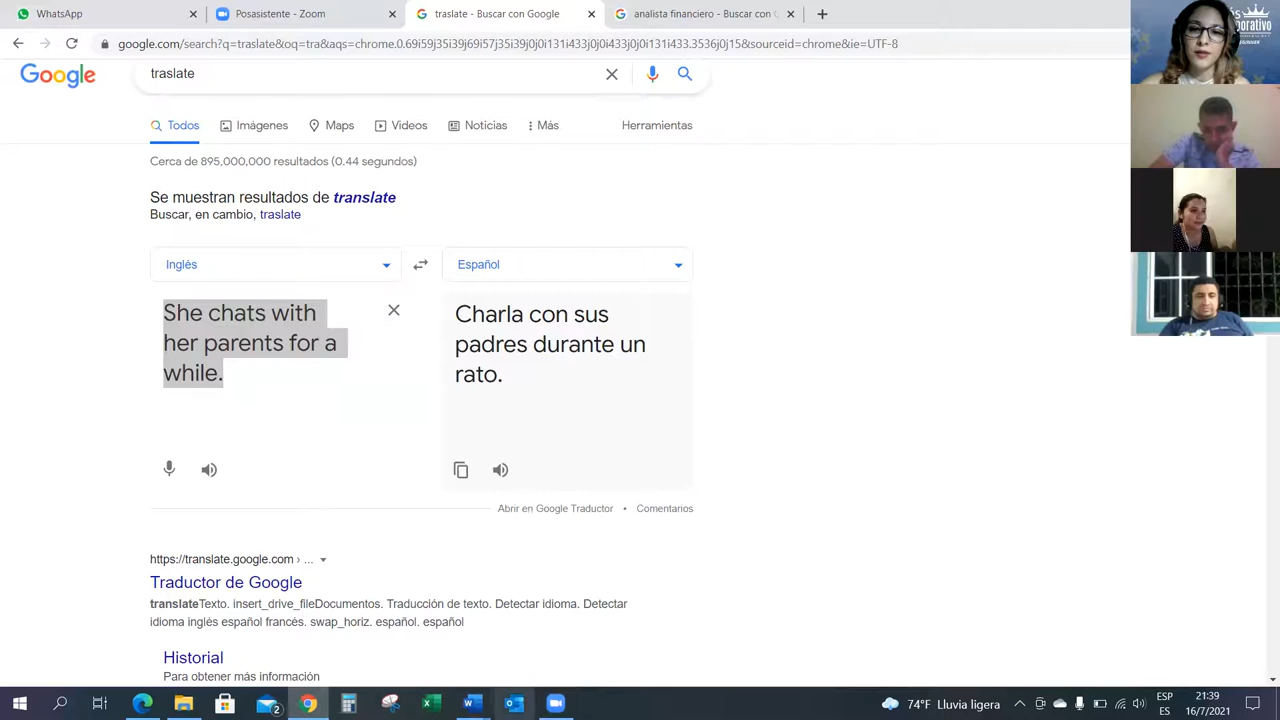 WhatsApp
Posasistente - Zoom
traslate - Buscar con Google
analista financiero - Buscar con G
google.com/search?q=traslate&oq=tra&aqs=chrome.0.69i59j35i39j69i57j35i39j0j0i433j0j0i131i433.3536j0j15&sourceid=chrome&ie=UTF-8
Google
traslate
Todos
Imágenes
Maps
Videos
Noticias
Más
Herramientas
Cerca de 895,000,000 resultados (0.44 segundos)
Se muestran resultados de translate
Buscar, en cambio, traslate
Inglés
Español
She chats with
her parents for a
while.
Charla con sus
padres durante un
rato.
Abrir en Google Traductor • Comentarios
https://translate.google.com › ...
Traductor de Google
translateTexto. insert_drive_fileDocumentos. Traducción de texto. Detectar idioma. Detectar
idioma inglés español francés. swap_horiz. español. español
Historial
Para obtener más información
2
74°F Lluvia ligera
ESP
ES
21:39
16/7/2021